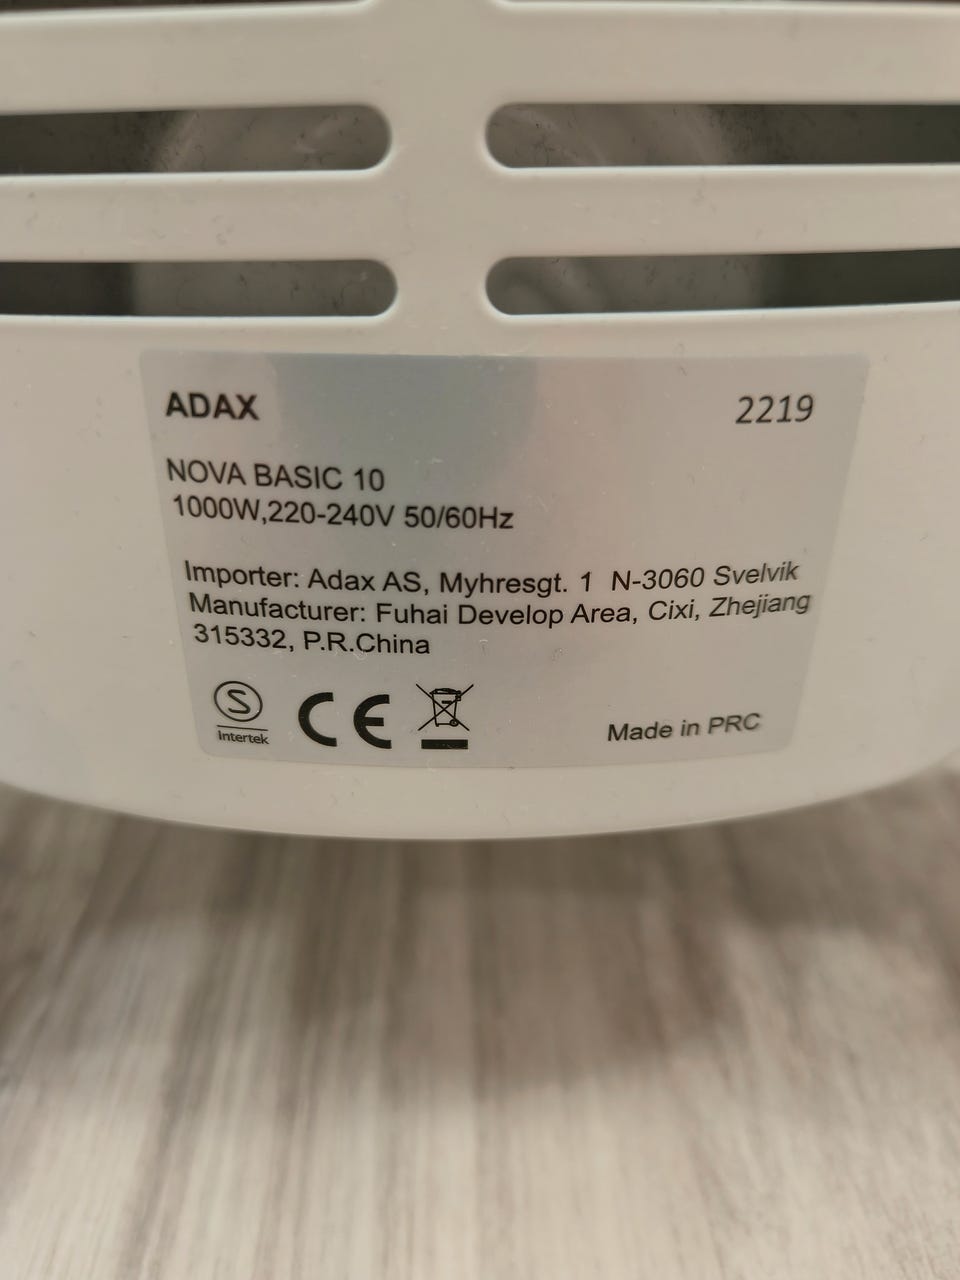 ADAX 2219
NOVA BASIC 10
1000W,220-240V 50/60Hz
Importer: Adax AS, Myhresgt. 1 N-3060 Svelvik
Manufacturer: Fuhai Develop Area, Cixi, Zhejiang
315332, P.R.China
S
Intertek
CE
Made in PRC